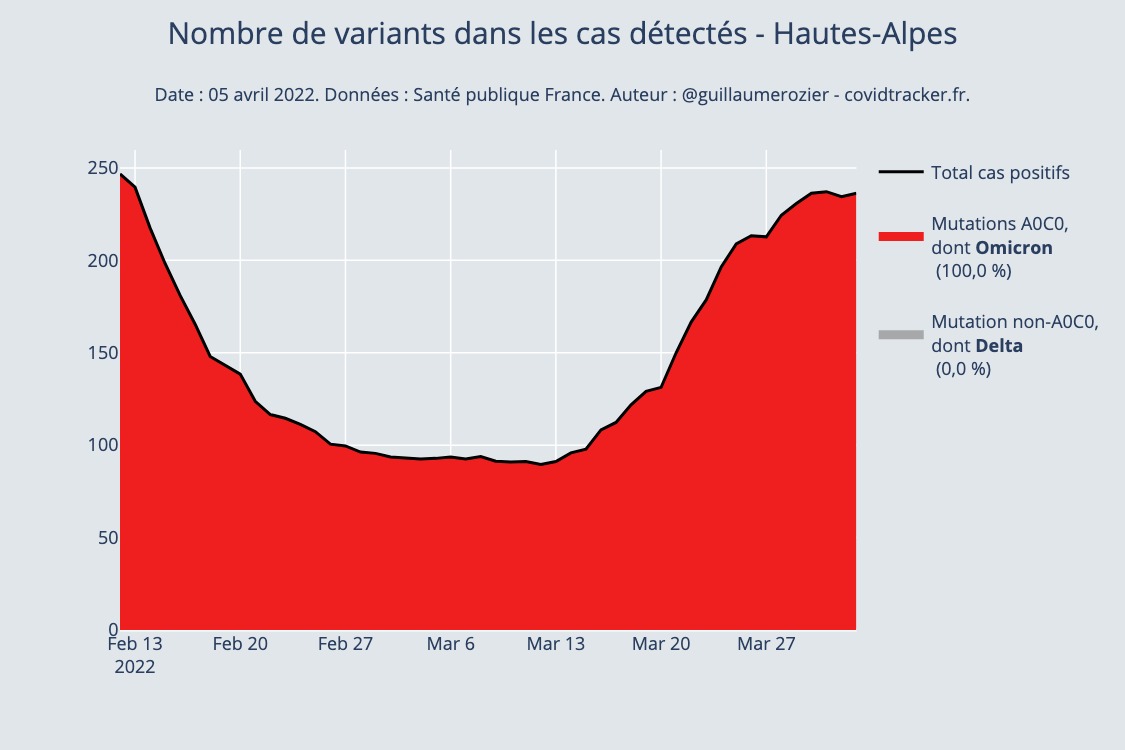 Nombre de variants dans les cas détectés - Hautes-Alpes
Date : 05 avril 2022. Données : Santé publique France. Auteur : @guillaumerozier - covidtracker.fr.
250
200
150
100
50
0
Feb 13
2022
Feb 20
Feb 27
Mar 6
Mar 13
Mar 20
Mar 27
Total cas positifs
Mutations A0C0,
dont Omicron
(100,0 %)
Mutation non-A0C0,
dont Delta
(0,0 %)